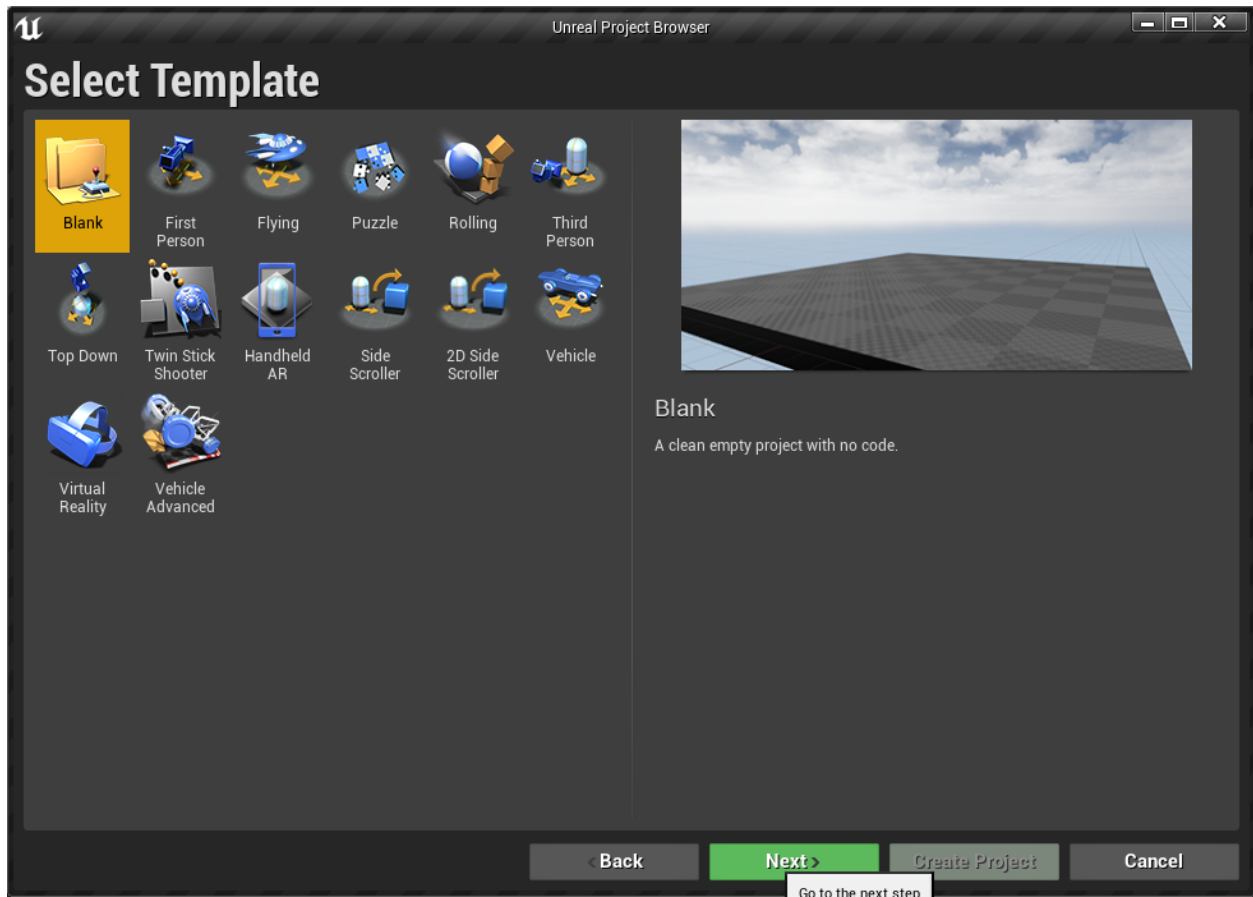 Unreal Project Browser
Select Template
Blank
First
Person
Flying
Puzzle
Rolling
Third
Person
Top Down
Twin Stick
Shooter
Handheld
AR
Side
Scroller
2D Side
Scroller
Vehicle
Virtual
Reality
Vehicle
Advanced
Blank
A clean empty project with no code.
< Back
Next >
Create Project
Cancel
Go to the next step